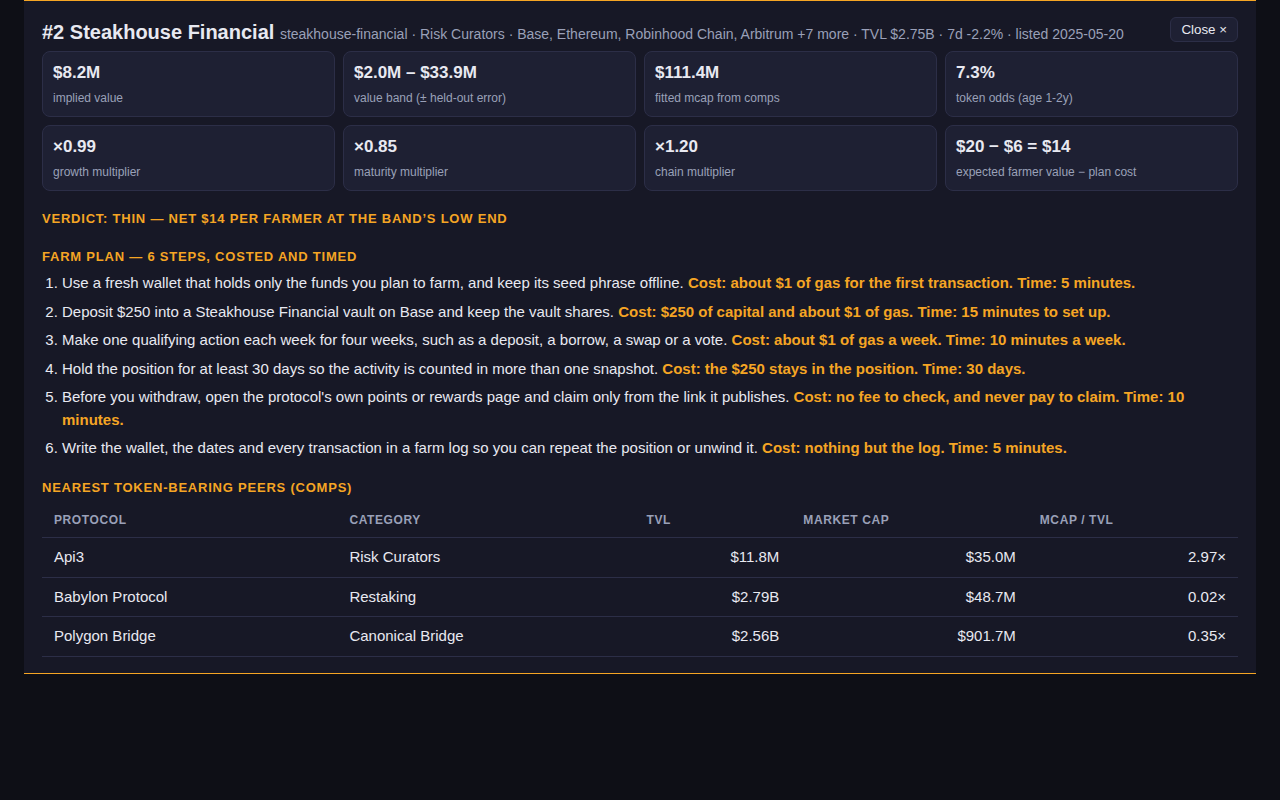 #2 Steakhouse Financial steakhouse-financial · Risk Curators · Base, Ethereum, Robinhood Chain, Arbitrum +7 more · TVL $2.75B · 7d -2.2% · listed 2025-05-20
Close ×
$8.2M
implied value
$2.0M – $33.9M
value band (± held-out error)
$111.4M
fitted mcap from comps
7.3%
token odds (age 1-2y)
×0.99
growth multiplier
×0.85
maturity multiplier
×1.20
chain multiplier
$20 − $6 = $14
expected farmer value − plan cost
VERDICT: THIN — NET $14 PER FARMER AT THE BAND'S LOW END
FARM PLAN — 6 STEPS, COSTED AND TIMED
1. Use a fresh wallet that holds only the funds you plan to farm, and keep its seed phrase offline. Cost: about $1 of gas for the first transaction. Time: 5 minutes.
2. Deposit $250 into a Steakhouse Financial vault on Base and keep the vault shares. Cost: $250 of capital and about $1 of gas. Time: 15 minutes to set up.
3. Make one qualifying action each week for four weeks, such as a deposit, a borrow, a swap or a vote. Cost: about $1 of gas a week. Time: 10 minutes a week.
4. Hold the position for at least 30 days so the activity is counted in more than one snapshot. Cost: the $250 stays in the position. Time: 30 days.
5. Before you withdraw, open the protocol's own points or rewards page and claim only from the link it publishes. Cost: no fee to check, and never pay to claim. Time: 10
minutes.
6. Write the wallet, the dates and every transaction in a farm log so you can repeat the position or unwind it. Cost: nothing but the log. Time: 5 minutes.
NEAREST TOKEN-BEARING PEERS (COMPS)
PROTOCOL CATEGORY TVL MARKET CAP MCAP / TVL
Api3 Risk Curators $11.8M $35.0M 2.97×
Babylon Protocol Restaking $2.79B $48.7M 0.02×
Polygon Bridge Canonical Bridge $2.56B $901.7M 0.35×